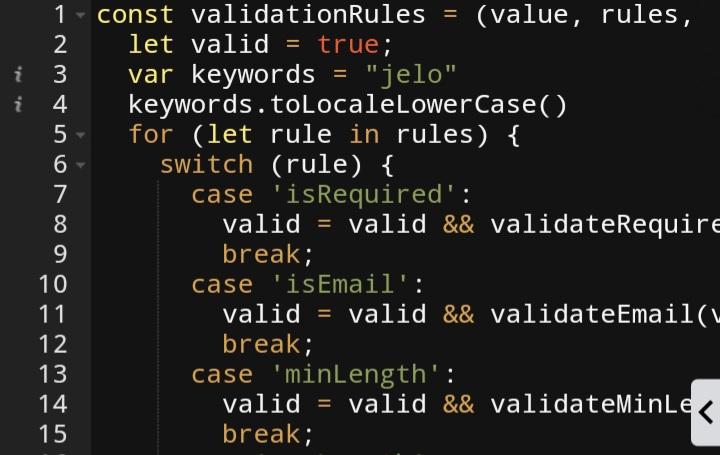 1 const validationRules = (value, rules,
2 let valid = true;
i 3 var keywords = "jelo"
i 4 keywords.toLocaleLowerCase()
5 for (let rule in rules) {
6 switch (rule) {
7 case 'isRequired':
8 valid = valid && validateRequire
9 break;
10 case 'isEmail':
11 valid = valid && validateEmail(v
12 break;
13 case 'minLength':
14 valid = valid && validateMinLe
15 break;